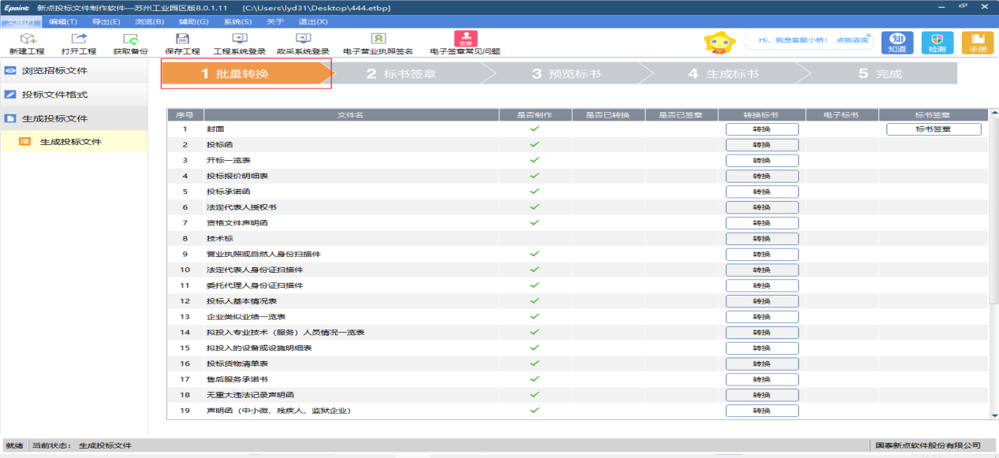 Epoint 新点投标文件制作软件—苏州工业园区版8.0.1.11 [C:\Users\lyd31\Desktop\444.etbp]
文件(F) 编辑(T) 导出(E) 浏览(B) 辅助(G) 系统(S) 关于 退出(X)
新建工程 打开工程 获取备份 保存工程 工程系统登录 政采系统登录 电子营业执照签名 签章 电子签章常见问题 Hi，我是客服小桥！ 点我咨询 知 知道 检测 手册
浏览招标文件
投标文件格式
生成投标文件
生成投标文件
1 批量转换 2 标书签章 3 预览标书 4 生成标书 5 完成
序号 文件名 是否制作 是否已转换 是否已签章 转换标书 电子标书 标书签章
1 封面 转换 标书签章
2 投标函 转换
3 开标一览表 转换
4 投标报价明细表 转换
5 投标承诺函 转换
6 法定代表人授权书 转换
7 资格文件声明函 转换
8 技术标 转换
9 营业执照或自然人身份扫描件 转换
10 法定代表人身份证扫描件 转换
11 委托代理人身份证扫描件 转换
12 投标人基本情况表 转换
13 企业类似业绩一览表 转换
14 拟投入专业技术（服务）人员情况一览表 转换
15 拟投入的设备或设施明细表 转换
16 投标货物清单表 转换
17 售后服务承诺书 转换
18 无重大违法记录声明函 转换
19 声明函（中小微、残疾人、监狱企业） 转换
就绪 当前状态： 生成投标文件 国泰新点软件股份有限公司